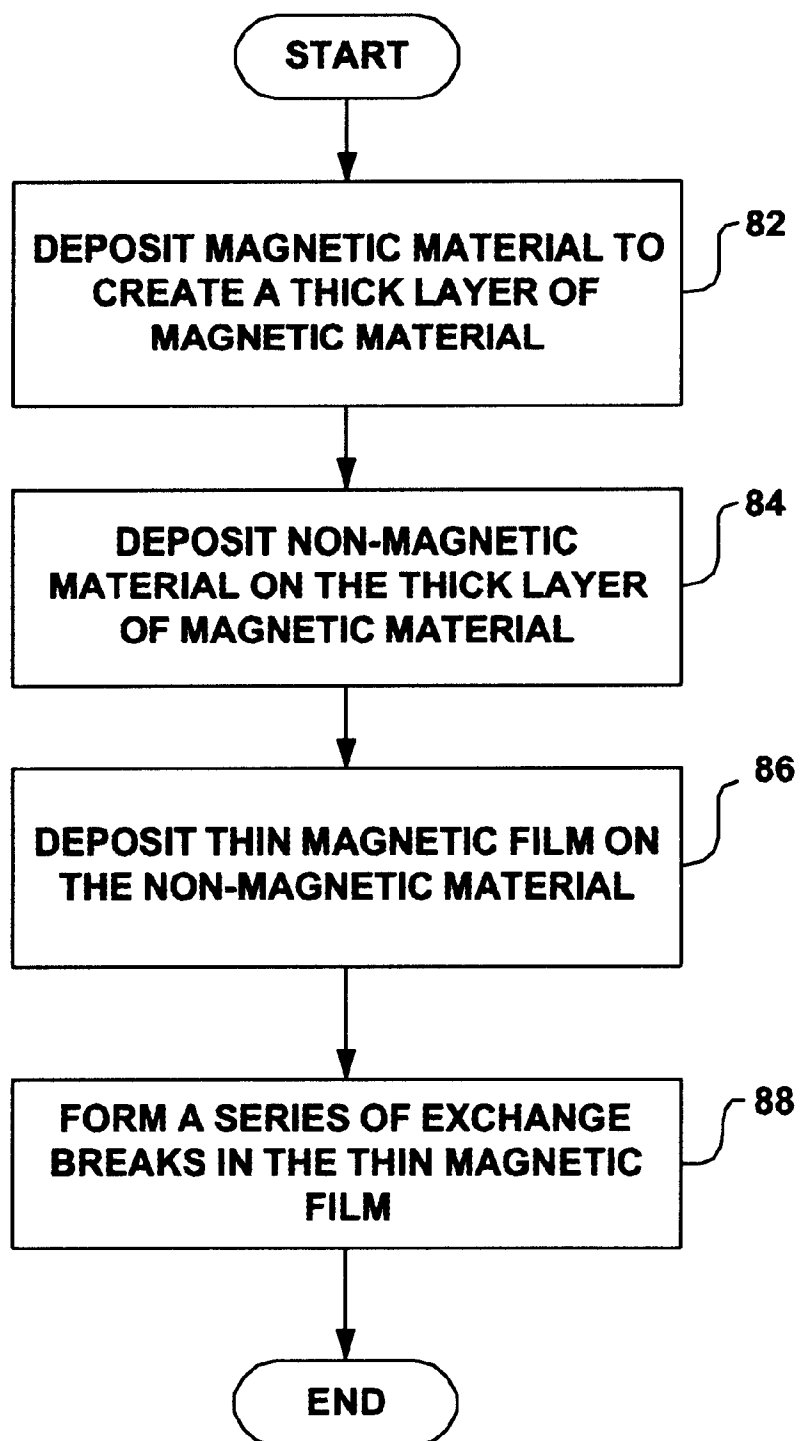 START
DEPOSIT MAGNETIC MATERIAL TO
CREATE A THICK LAYER OF
MAGNETIC MATERIAL
82
DEPOSIT NON-MAGNETIC
MATERIAL ON THE THICK LAYER
OF MAGNETIC MATERIAL
84
DEPOSIT THIN MAGNETIC FILM ON
THE NON-MAGNETIC MATERIAL
86
FORM A SERIES OF EXCHANGE
BREAKS IN THE THIN MAGNETIC
FILM
88
END